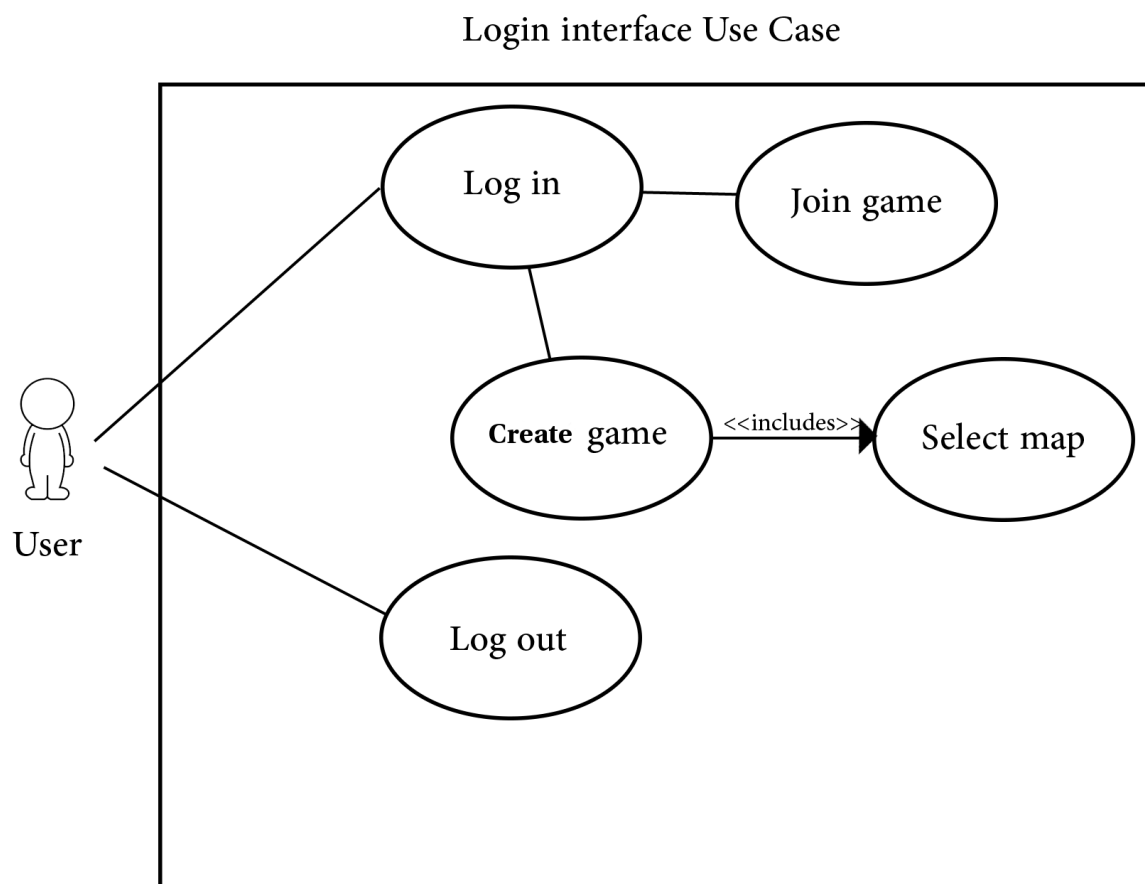 Login interface Use Case
Log in
Join game
Create game
<<includes>>
Select map
User
Log out